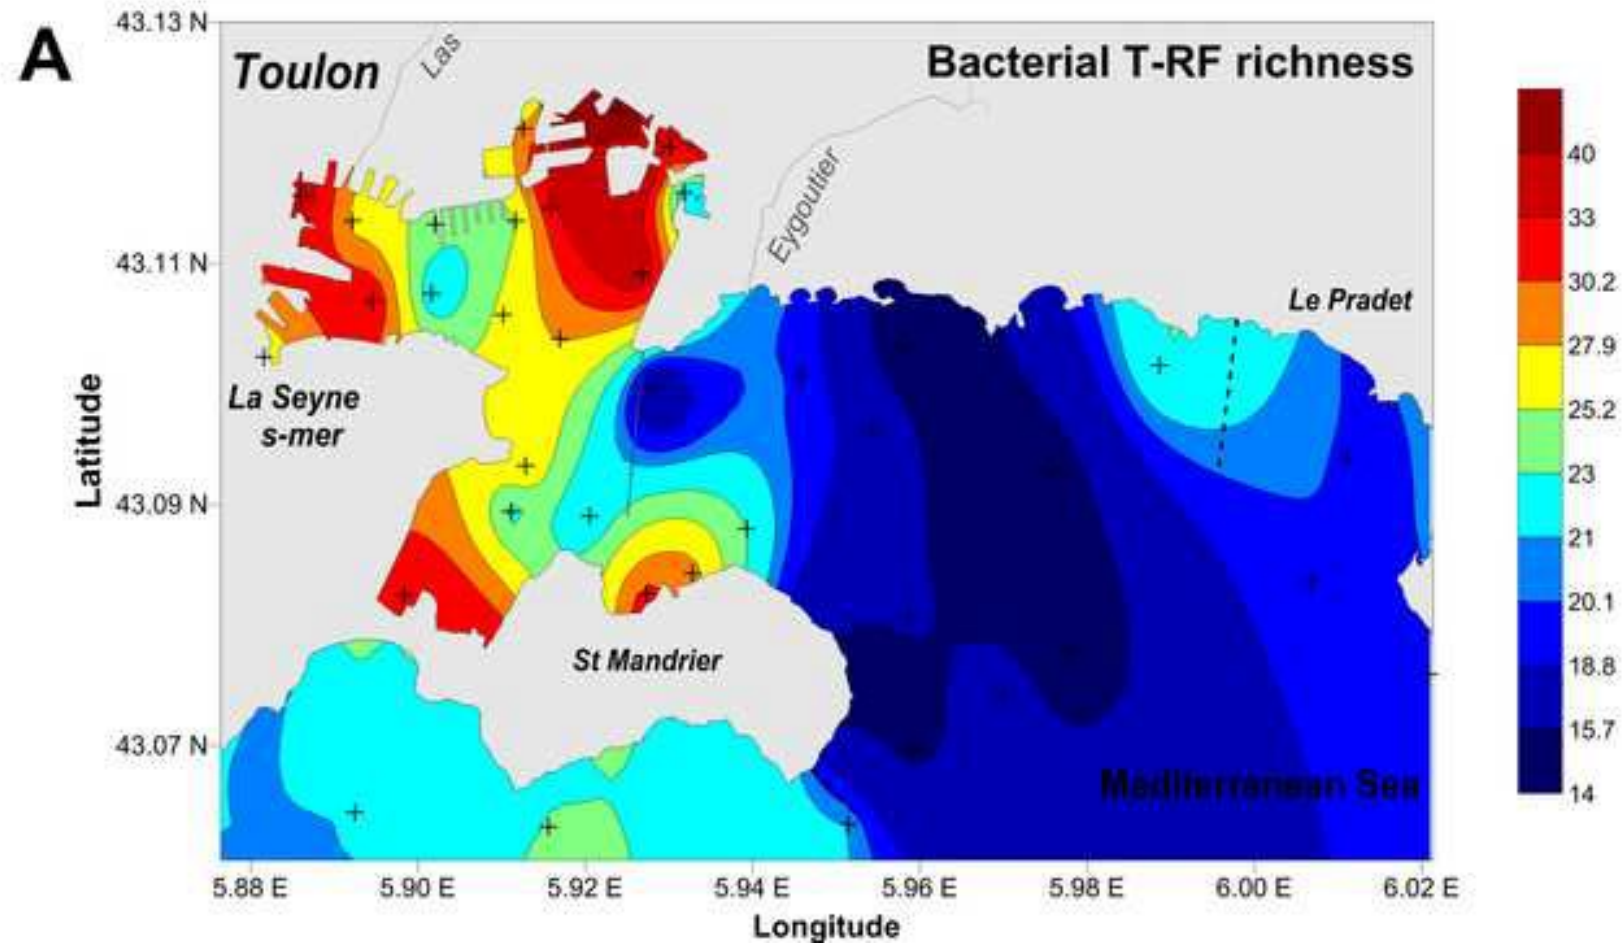 A
43.13 N
Toulon
Las
Bacterial T-RF richness
40
33
30.2
27.9
25.2
23
21
20.1
18.8
15.7
14
Eygoutier
43.11 N
Le Pradet
La Seyne
s-mer
Latitude
43.09 N
St Mandrier
43.07 N
Mediterranean Sea
5.88 E
5.90 E
5.92 E
5.94 E
5.96 E
5.98 E
6.00 E
6.02 E
Longitude